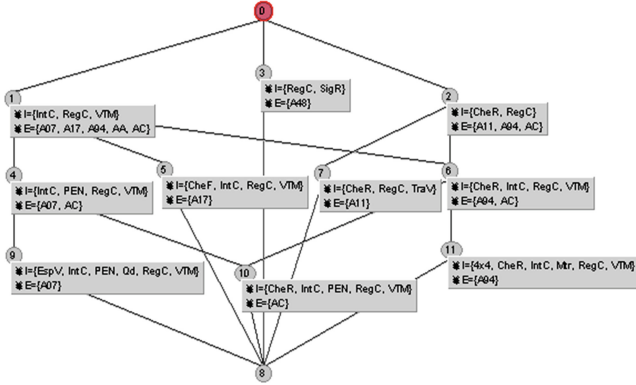 0
3
I={RegC, SigR}
E={A48}
1
I={IntC, RegC, VTM}
E={A07, A17, A94, AA, AC}
2
I={CheR, RegC}
E={A11, A94, AC}
4
I={IntC, PEN, RegC, VTM}
E={A07, AC}
5
I={CheF, IntC, RegC, VTM}
E={A17}
7
I={CheR, RegC, TraV}
E={A11}
6
I={CheR, IntC, RegC, VTM}
E={A94, AC}
9
I={EspV, IntC, PEN, Qd, RegC, VTM}
E={A07}
10
I={CheR, IntC, PEN, RegC, VTM}
E={AC}
11
I={4x4, CheR, IntC, Mtr, RegC, VTM}
E={A94}
8